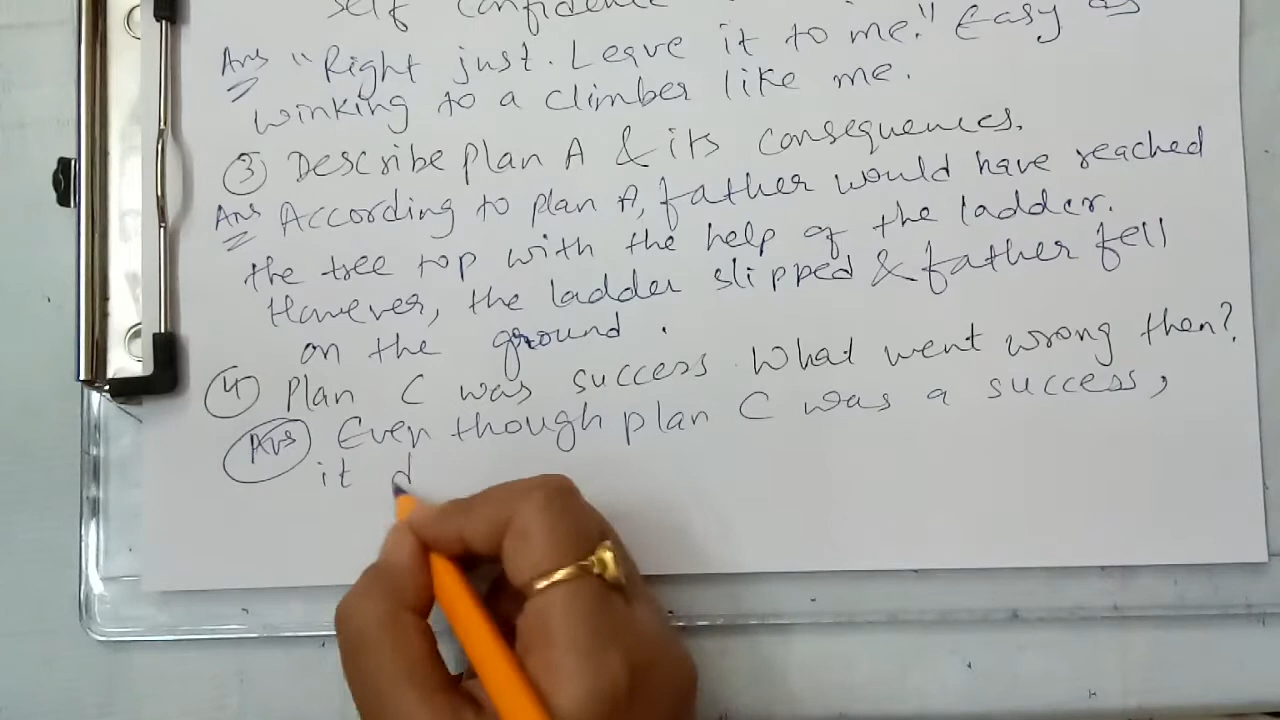 self confidence
Ans "Right just. Leave it to me." Easy as
winking to a climber like me.
③ Describe plan A & its consequences.
Ans According to plan A, father would have reached
the tree top with the help of the ladder.
However, the ladder slipped & father fell
on the ground.
④ Plan C was success. What went wrong then?
Ans Even though plan C was a success,
it d